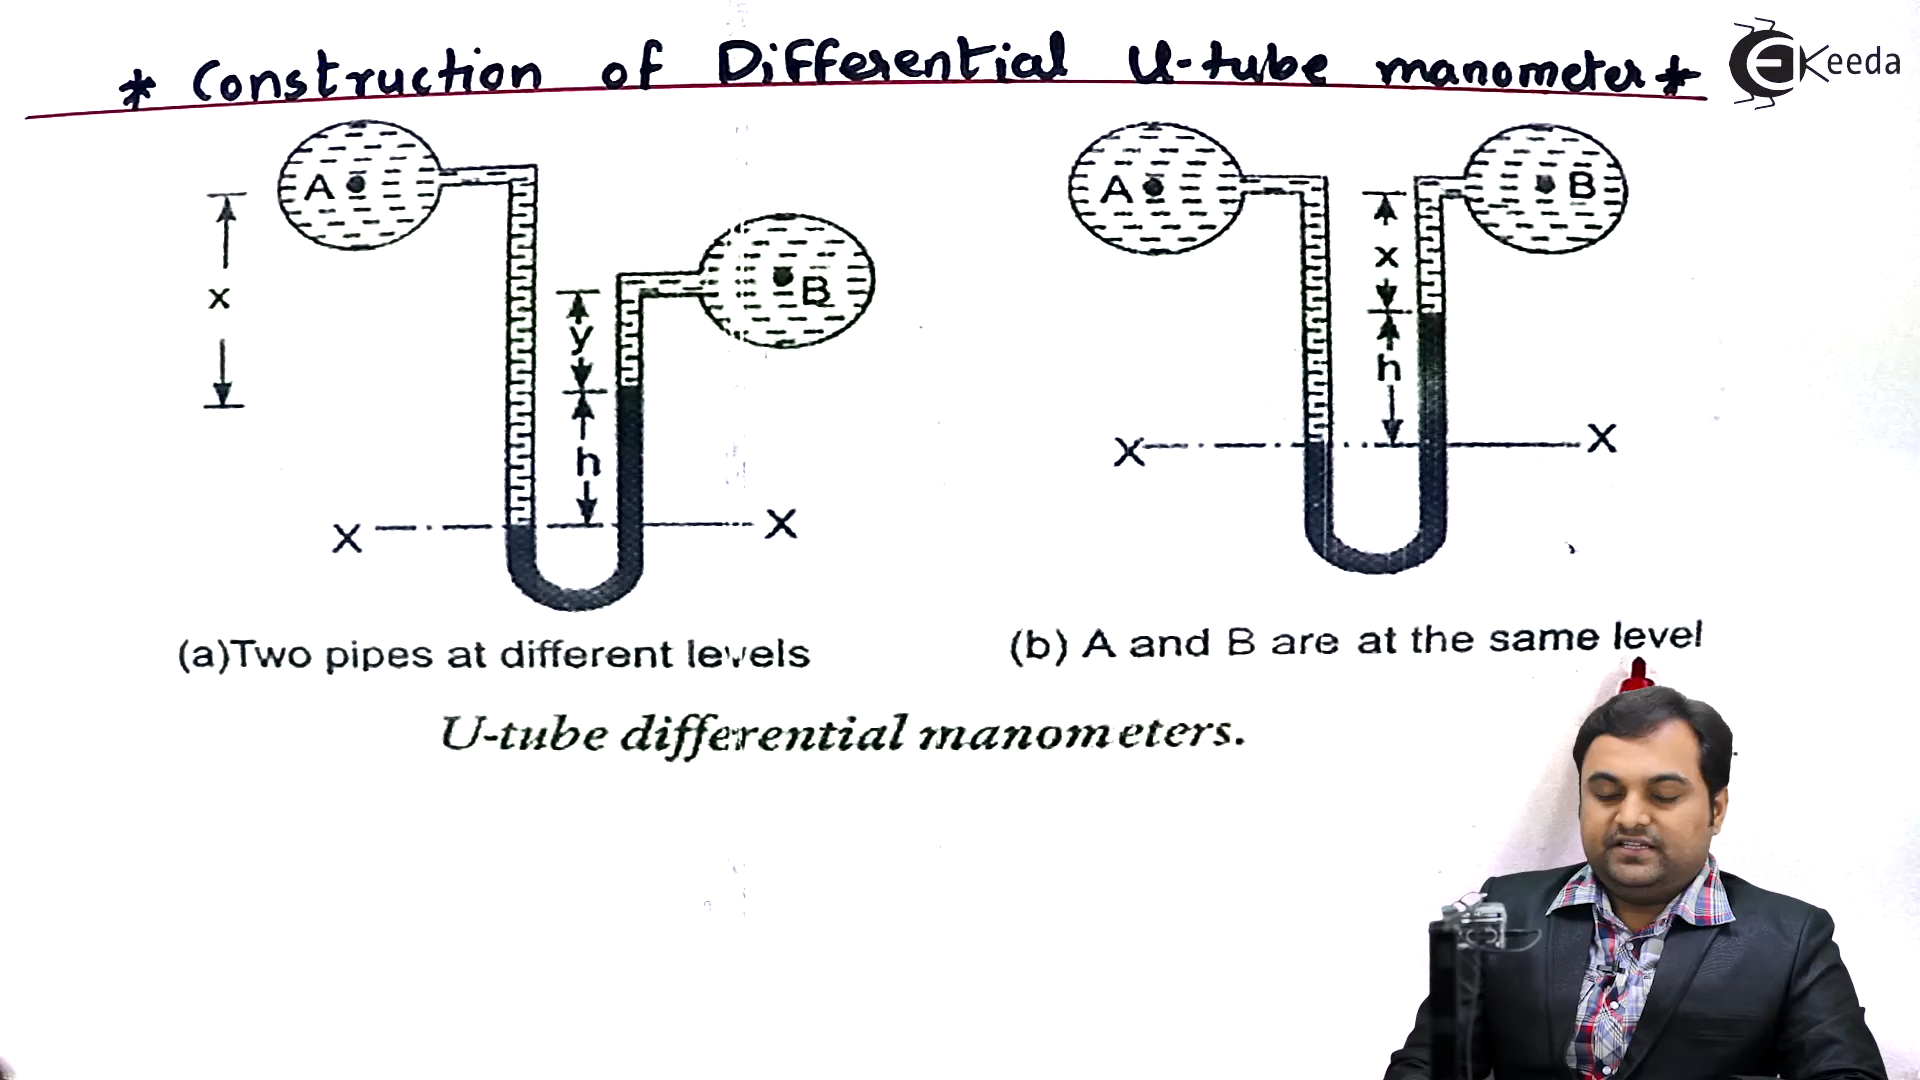 * Construction of Differential U-tube manometer *
EKeeda
A
B
x
y
h
X
X
(a)Two pipes at different levels
A
B
x
h
X
X
(b) A and B are at the same level
U-tube differential manometers.